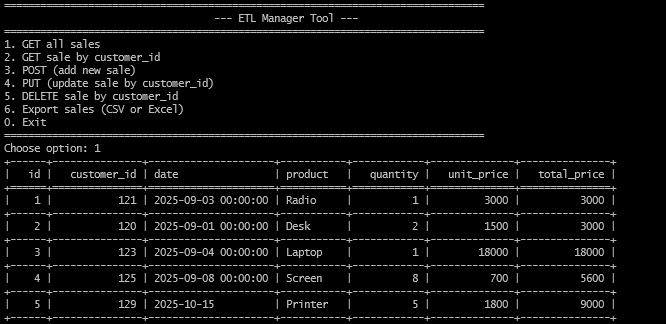 ================================================================================
--- ETL Manager Tool ---
================================================================================
1. GET all sales
2. GET sale by customer_id
3. POST (add new sale)
4. PUT (update sale by customer_id)
5. DELETE sale by customer_id
6. Export sales (CSV or Excel)
0. Exit
================================================================================
Choose option: 1
+------+---------------+---------------------+-----------+------------+--------------+---------------+
| id | customer_id | date | product | quantity | unit_price | total_price |
+======+===============+=====================+===========+============+==============+===============+
| 1 | 121 | 2025-09-03 00:00:00 | Radio | 1 | 3000 | 3000 |
+------+---------------+---------------------+-----------+------------+--------------+---------------+
| 2 | 120 | 2025-09-01 00:00:00 | Desk | 2 | 1500 | 3000 |
+------+---------------+---------------------+-----------+------------+--------------+---------------+
| 3 | 123 | 2025-09-04 00:00:00 | Laptop | 1 | 18000 | 18000 |
+------+---------------+---------------------+-----------+------------+--------------+---------------+
| 4 | 125 | 2025-09-08 00:00:00 | Screen | 8 | 700 | 5600 |
+------+---------------+---------------------+-----------+------------+--------------+---------------+
| 5 | 129 | 2025-10-15 | Printer | 5 | 1800 | 9000 |
+------+---------------+---------------------+-----------+------------+--------------+---------------+